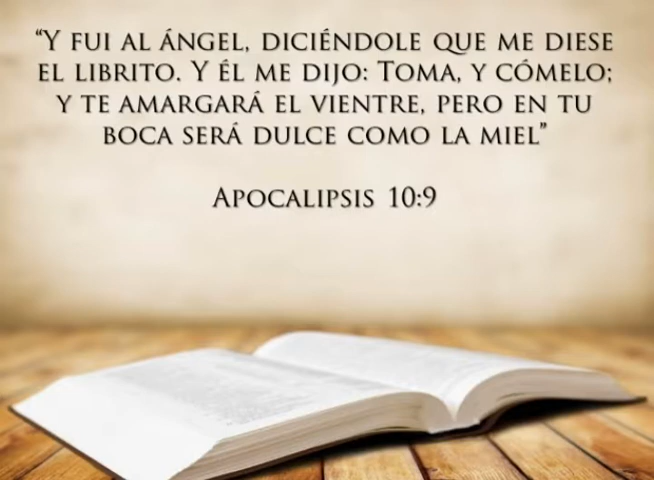 “Y FUI AL ÁNGEL, DICIÉNDOLE QUE ME DIESE
EL LIBRITO. Y ÉL ME DIJO: TOMA, Y CÓMELO;
Y TE AMARGARÁ EL VIENTRE, PERO EN TU
BOCA SERÁ DULCE COMO LA MIEL”
APOCALIPSIS 10:9